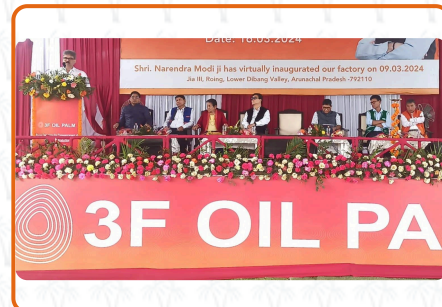 Date: 16.03.2024
Shri. Narendra Modi ji has virtually inaugurated our factory on 09.03.2024
Jia III, Roing, Lower Dibang Valley, Arunachal Pradesh -792110
3F OIL PALM
3F OIL PA